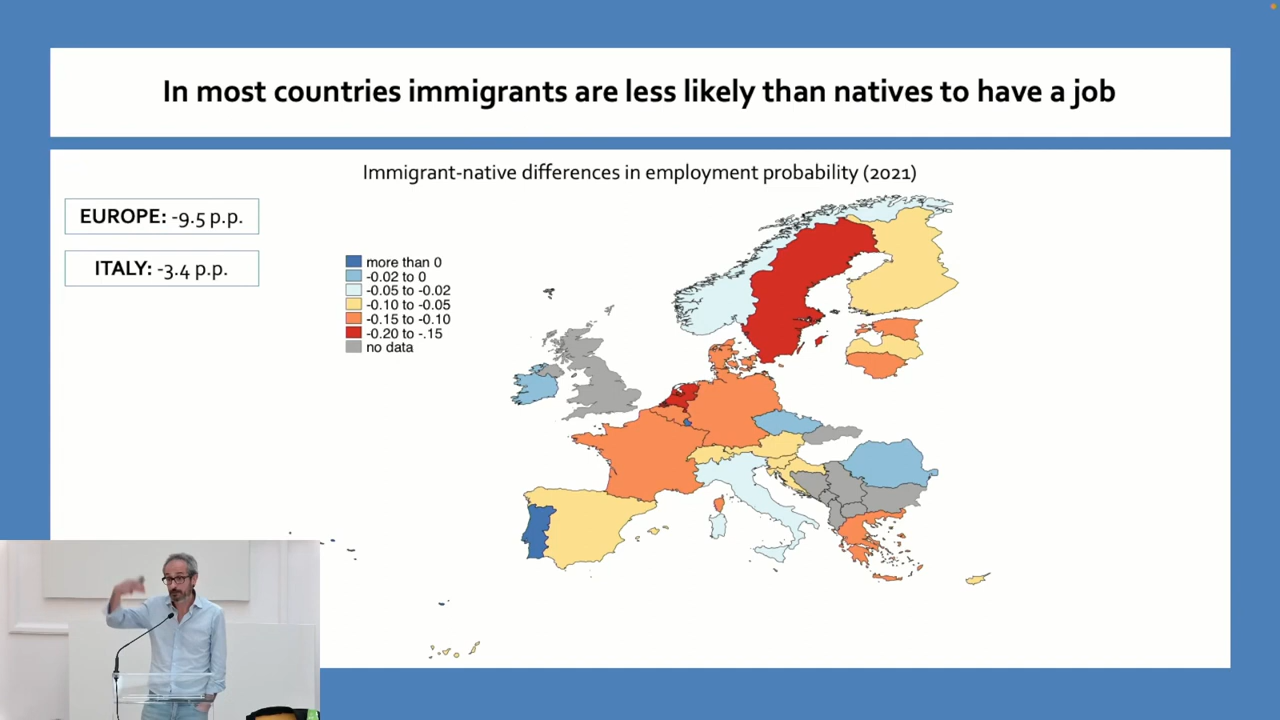 In most countries immigrants are less likely than natives to have a job
Immigrant-native differences in employment probability (2021)
EUROPE: -9.5 p.p.
ITALY: -3.4 p.p.
more than 0
-0.02 to 0
-0.05 to -0.02
-0.10 to -0.05
-0.15 to -0.10
-0.20 to -.15
no data